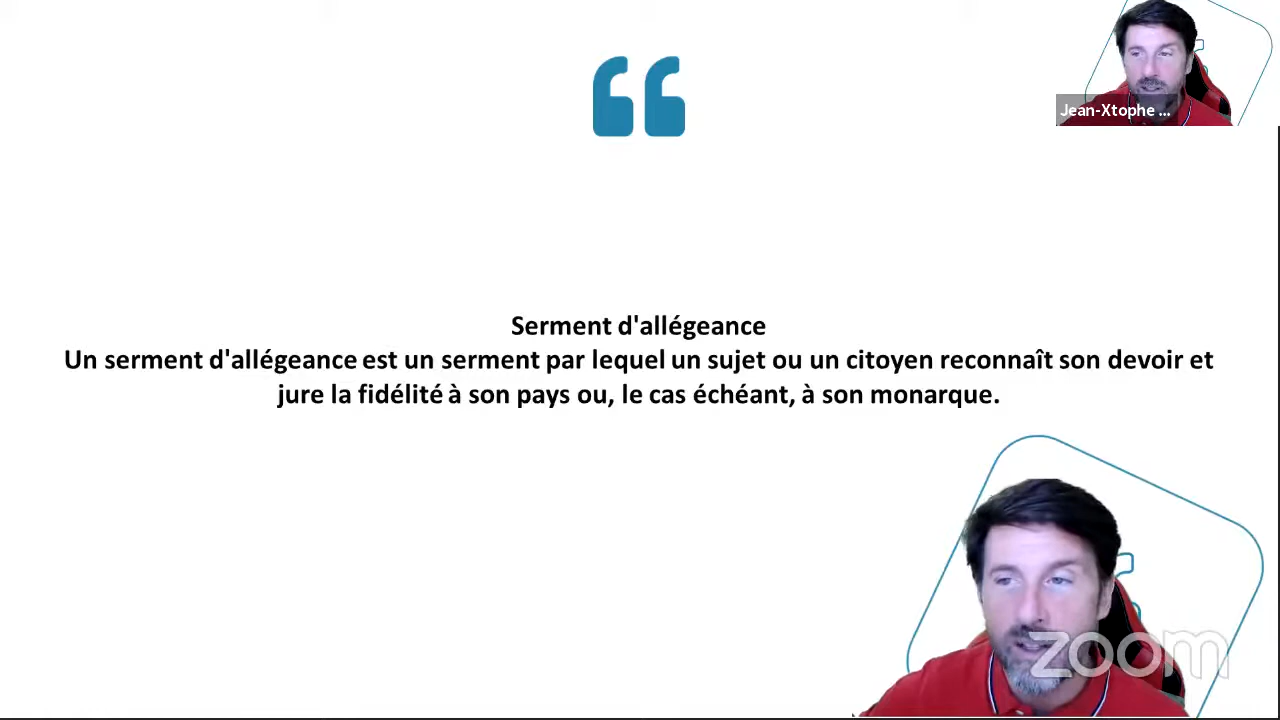 Jean-Xtophe ...
Serment d'allégeance
Un serment d'allégeance est un serment par lequel un sujet ou un citoyen reconnaît son devoir et
jure la fidélité à son pays ou, le cas échéant, à son monarque.
zoom